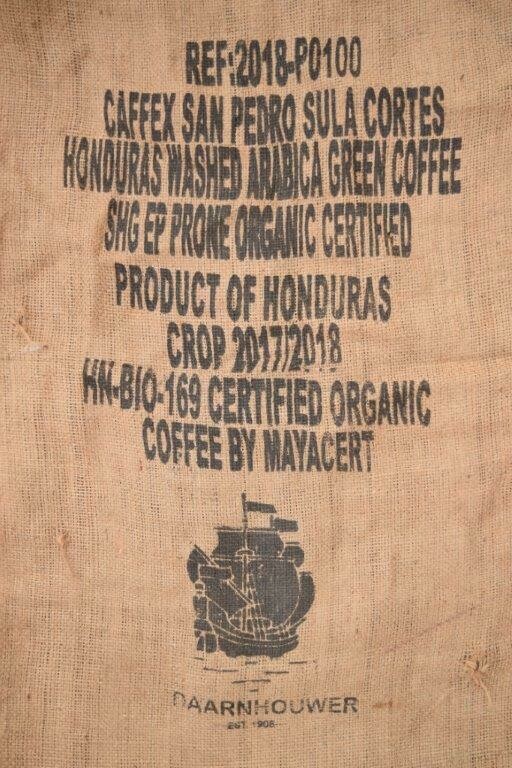 REF:2018-P0100
CAFFEX SAN PEDRO SULA CORTES
HONDURAS WASHED ARABICA GREEN COFFEE
SHG EP PRONE ORGANIC CERTIFIED
PRODUCT OF HONDURAS
CROP 2017/2018
HN-BIO-169 CERTIFIED ORGANIC
COFFEE BY MAYACERT
DAARNHOUWER
EST. 1908